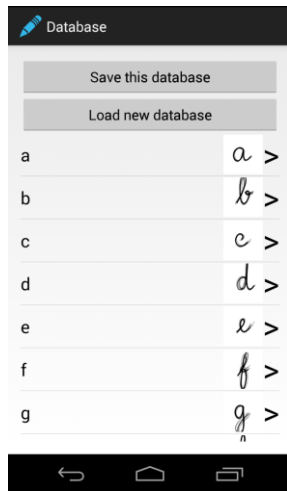 Database
Save this database
Load new database
a a >
b b >
c c >
d d >
e e >
f f >
g g >